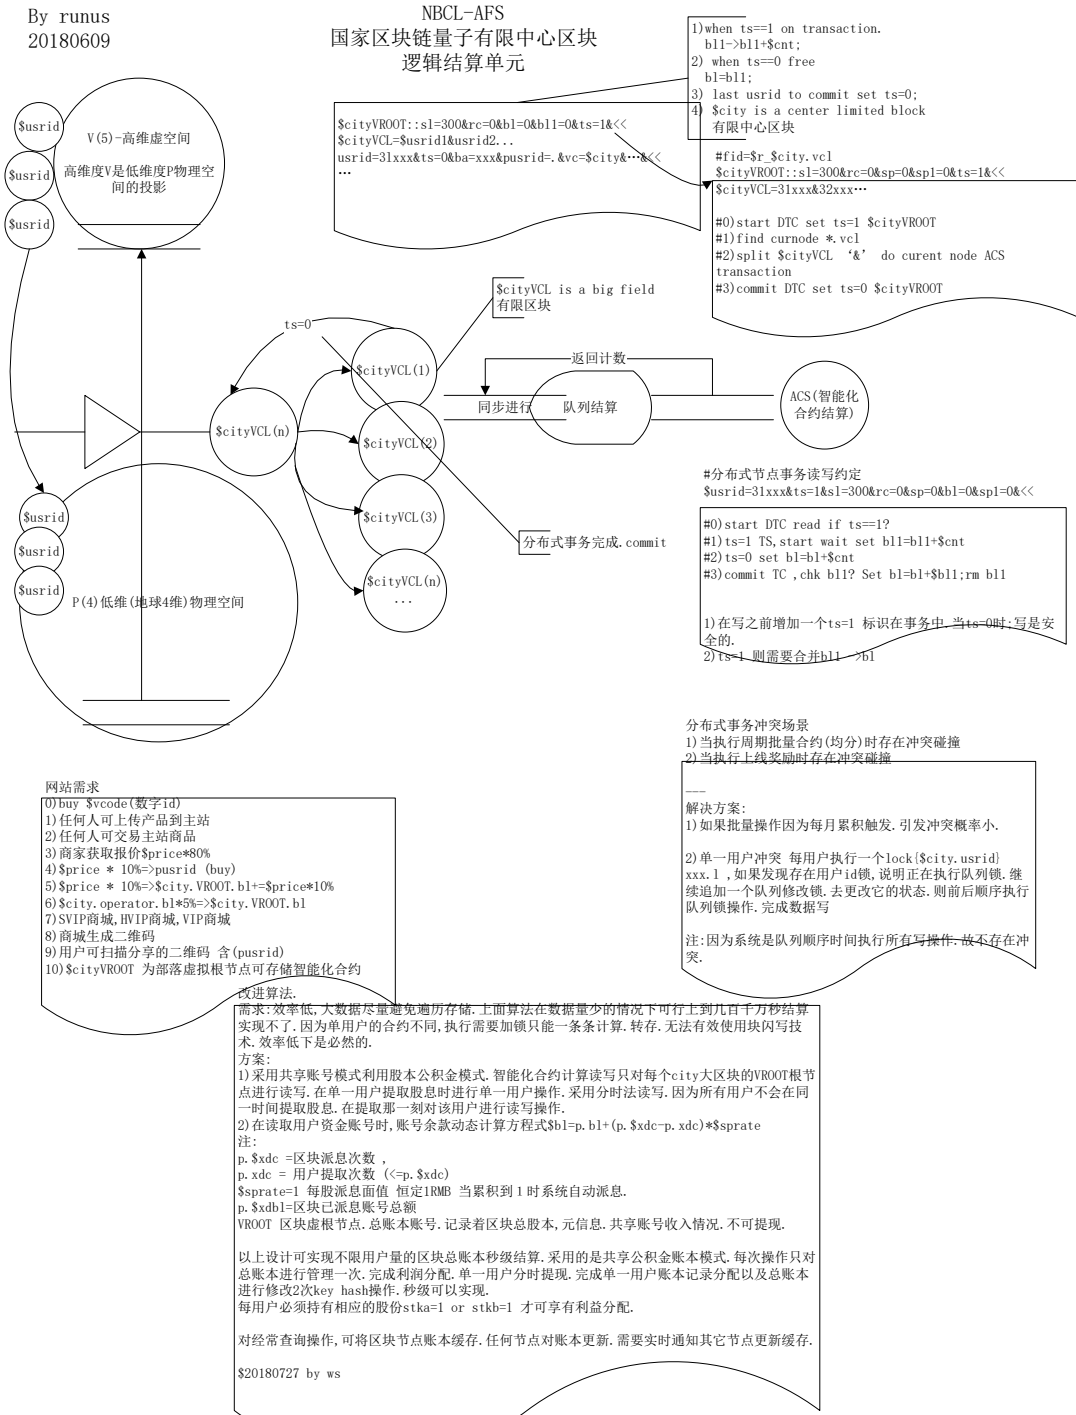 By runus
20180609
NBCL-AFS
国家区块链量子有限中心区块
逻辑结算单元
1)when ts==1 on transaction.
bl1->bl1+$cnt;
2) when ts==0 free
bl=bl1;
3) last usrid to commit set ts=0;
4) $city is a center limited block
有限中心区块
$cityVROOT::sl=300&rc=0&bl=0&bl1=0&ts=1&<<
$cityVCL=$usrid1&usrid2...
usrid=31xxx&ts=0&ba=xxx&pusrid=.&vc=$city&…&<<
…
#fid=$r_$city.vcl
$cityVROOT::sl=300&rc=0&sp=0&sp1=0&ts=1&<<
$cityVCL=31xxx&32xxx…
#0)start DTC set ts=1 $cityVROOT
#1)find curnode *.vcl
#2)split $cityVCL ‘&’ do curent node ACS
transaction
#3)commit DTC set ts=0 $cityVROOT
$usrid
$usrid
$usrid
V(5)-高维虚空间
高维度V是低维度P物理空
间的投影
$cityVCL is a big field
有限区块
ts=0
$cityVCL(1)
$cityVCL(n)
$cityVCL(2)
$cityVCL(3)
$cityVCL(n)
...
返回计数
同步进行
队列结算
ACS(智能化
合约结算)
分布式事务完成.commit
$usrid
$usrid
$usrid
P(4)低维(地球4维)物理空间
#分布式节点事务读写约定
$usrid=31xxx&ts=1&sl=300&rc=0&sp=0&bl=0&sp1=0&<<
#0)start DTC read if ts==1?
#1)ts=1 TS,start wait set bl1=bl1+$cnt
#2)ts=0 set bl=bl+$cnt
#3)commit TC ,chk bl1? Set bl=bl+$bl1;rm bl1
1)在写之前增加一个ts=1 标识在事务中.当ts=0时;写是安
全的.
2)ts=1 则需要合并bl1 ->bl
分布式事务冲突场景
1)当执行周期批量合约(均分)时存在冲突碰撞
2)当执行上线奖励时存在冲突碰撞
---
解决方案:
1)如果批量操作因为每月累积触发.引发冲突概率小.
2)单一用户冲突 每用户执行一个lock{$city.usrid}
xxx.l ,如果发现存在用户id锁,说明正在执行队列锁.继
续追加一个队列修改锁.去更改它的状态.则前后顺序执行
队列锁操作.完成数据写
注:因为系统是队列顺序时间执行所有写操作.故不存在冲
突.
网站需求
0)buy $vcode(数字id)
1)任何人可上传产品到主站
2)任何人可交易主站商品
3)商家获取报价$price*80%
4)$price * 10%=>pusrid (buy)
5)$price * 10%=>$city.VROOT.bl+=$price*10%
6)$city.operator.bl*5%=>$city.VROOT.bl
7)SVIP商城,HVIP商城,VIP商城
8)商城生成二维码
9)用户可扫描分享的二维码 含(pusrid)
10)$cityVROOT 为部落虚拟根节点可存储智能化合约
改进算法.
需求:效率低,大数据尽量避免遍历存储.上面算法在数据量少的情况下可行上到几百千万秒结算
实现不了.因为单用户的合约不同,执行需要加锁只能一条条计算.转存.无法有效使用块闪写技
术.效率低下是必然的.
方案:
1)采用共享账号模式利用股本公积金模式.智能化合约计算读写只对每个city大区块的VROOT根节
点进行读写.在单一用户提取股息时进行单一用户操作.采用分时法读写.因为所有用户不会在同
一时间提取股息.在提取那一刻对该用户进行读写操作.
2)在读取用户资金账号时,账号余款动态计算方程式$bl=p.bl+(p.$xdc-p.xdc)*$sprate
注:
p.$xdc =区块派息次数 ,
p.xdc = 用户提取次数 (<=p.$xdc)
$sprate=1 每股派息面值 恒定1RMB 当累积到１时系统自动派息.
p.$xdbl=区块已派息账号总额
VROOT 区块虚根节点.总账本账号.记录着区块总股本,元信息.共享账号收入情况.不可提现.
以上设计可实现不限用户量的区块总账本秒级结算.采用的是共享公积金账本模式.每次操作只对
总账本进行管理一次.完成利润分配.单一用户分时提现.完成单一用户账本记录分配以及总账本
进行修改2次key hash操作.秒级可以实现.
每用户必须持有相应的股份stka=1 or stkb=1 才可享有利益分配.
对经常查询操作,可将区块节点账本缓存.任何节点对账本更新.需要实时通知其它节点更新缓存.
$20180727 by ws